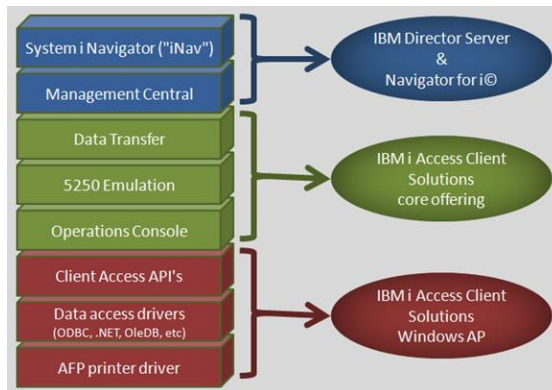 System i Navigator ("iNav")
Management Central
Data Transfer
5250 Emulation
Operations Console
Client Access API's
Data access drivers
(ODBC, .NET, OleDB, etc)
AFP printer driver
IBM Director Server
&
Navigator for i©
IBM i Access Client
Solutions
core offering
IBM i Access Client
Solutions
Windows AP